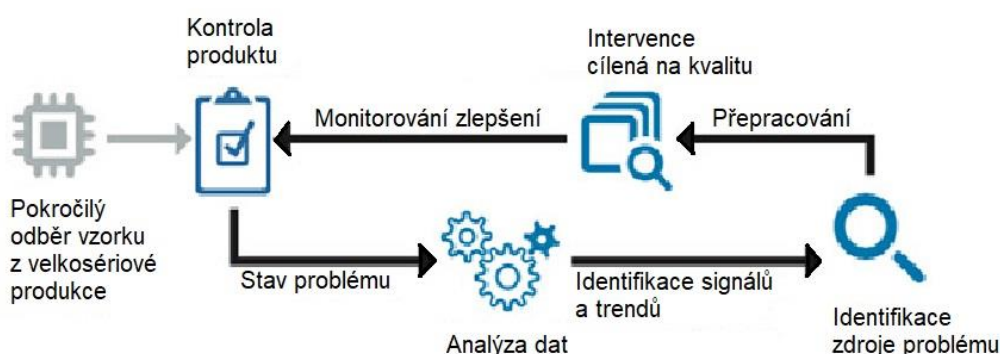 Kontrola
produktu
Intervence
cílená na kvalitu
Monitorování zlepšení
Přepracování
Pokročilý
odběr vzorku
z velkosériové
produkce
Stav problému
Identifikace signálů
a trendů
Analýza dat
Identifikace
zdroje problému